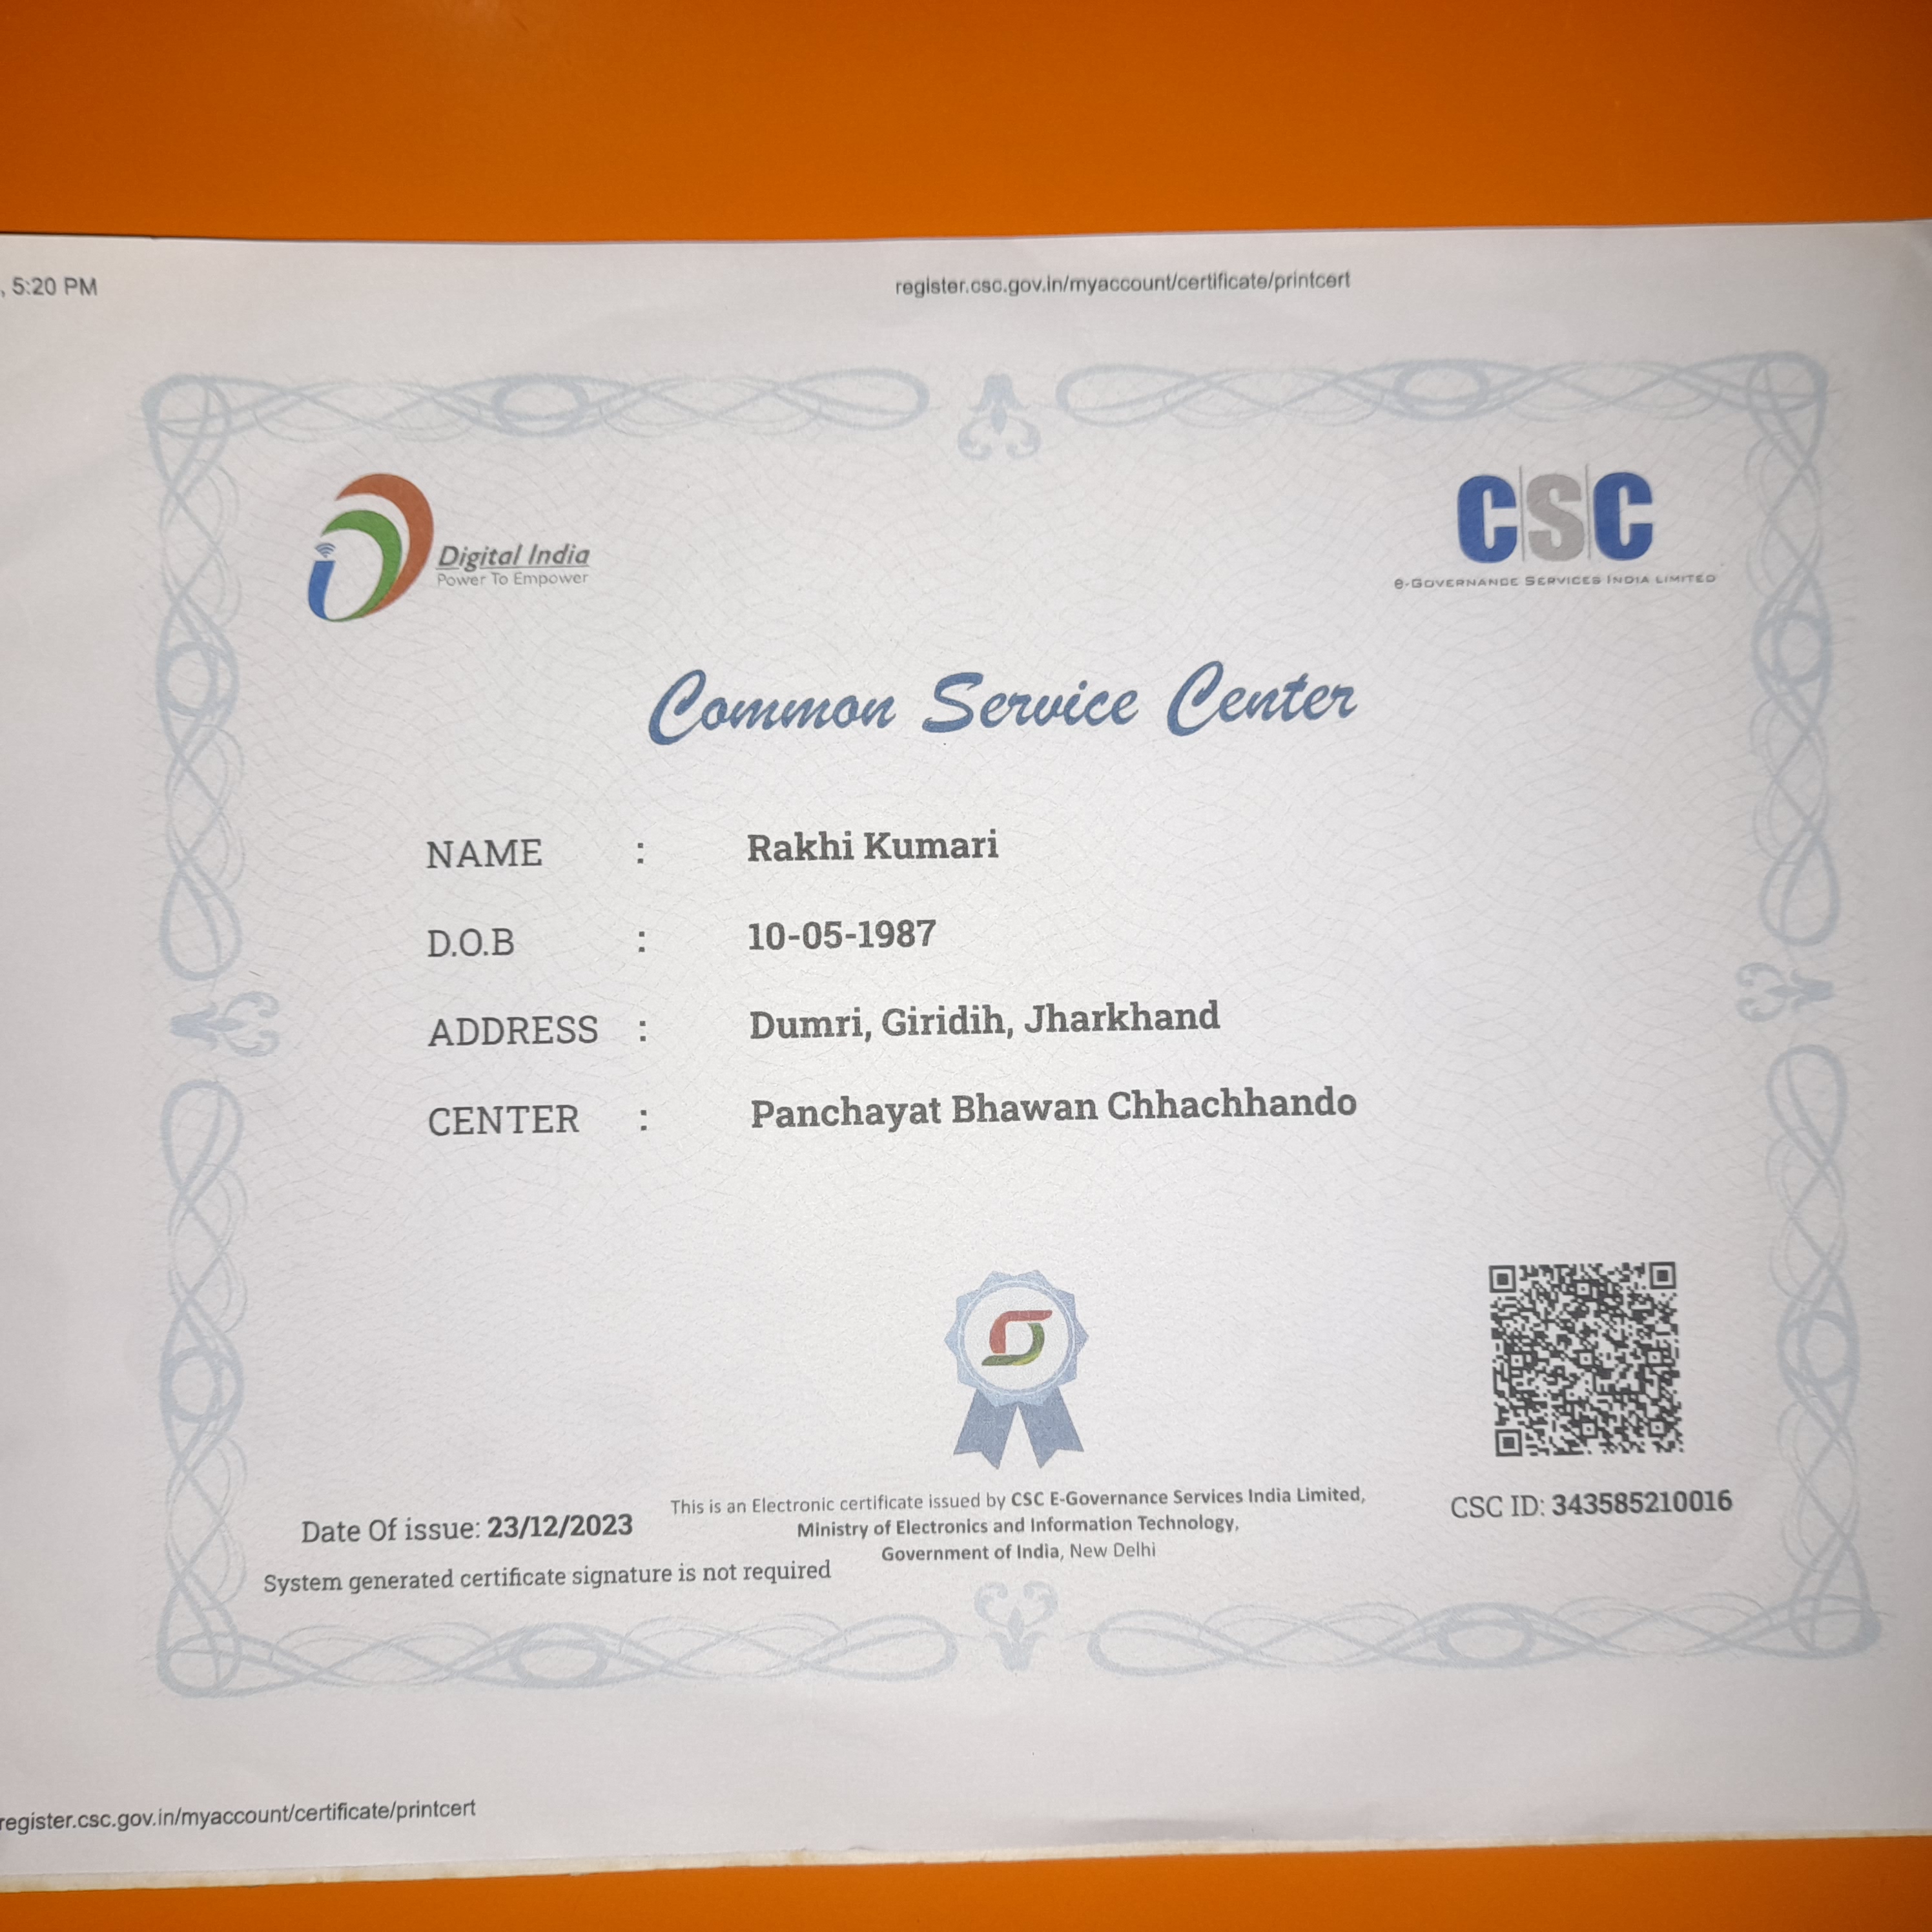 , 5:20 PM
register.csc.gov.in/myaccount/certificate/printcert
Digital India
Power To Empower
CSC
e-Governance Services India Limited
Common Service Center
NAME : Rakhi Kumari
D.O.B : 10-05-1987
ADDRESS : Dumri, Giridih, Jharkhand
CENTER : Panchayat Bhawan Chhachhando
This is an Electronic certificate issued by CSC E-Governance Services India Limited,
Ministry of Electronics and Information Technology,
Government of India, New Delhi
Date Of issue: 23/12/2023
System generated certificate signature is not required
CSC ID: 343585210016
register.csc.gov.in/myaccount/certificate/printcert